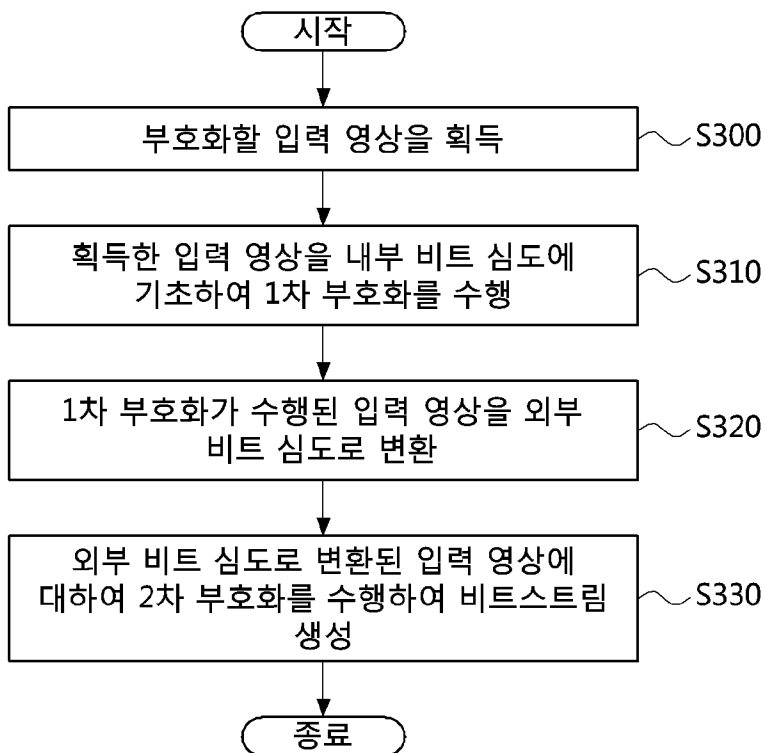 시작
부호화할 입력 영상을 획득
S300
획득한 입력 영상을 내부 비트 심도에
기초하여 1차 부호화를 수행
S310
1차 부호화가 수행된 입력 영상을 외부
비트 심도로 변환
S320
외부 비트 심도로 변환된 입력 영상에
대하여 2차 부호화를 수행하여 비트스트림
생성
S330
종료